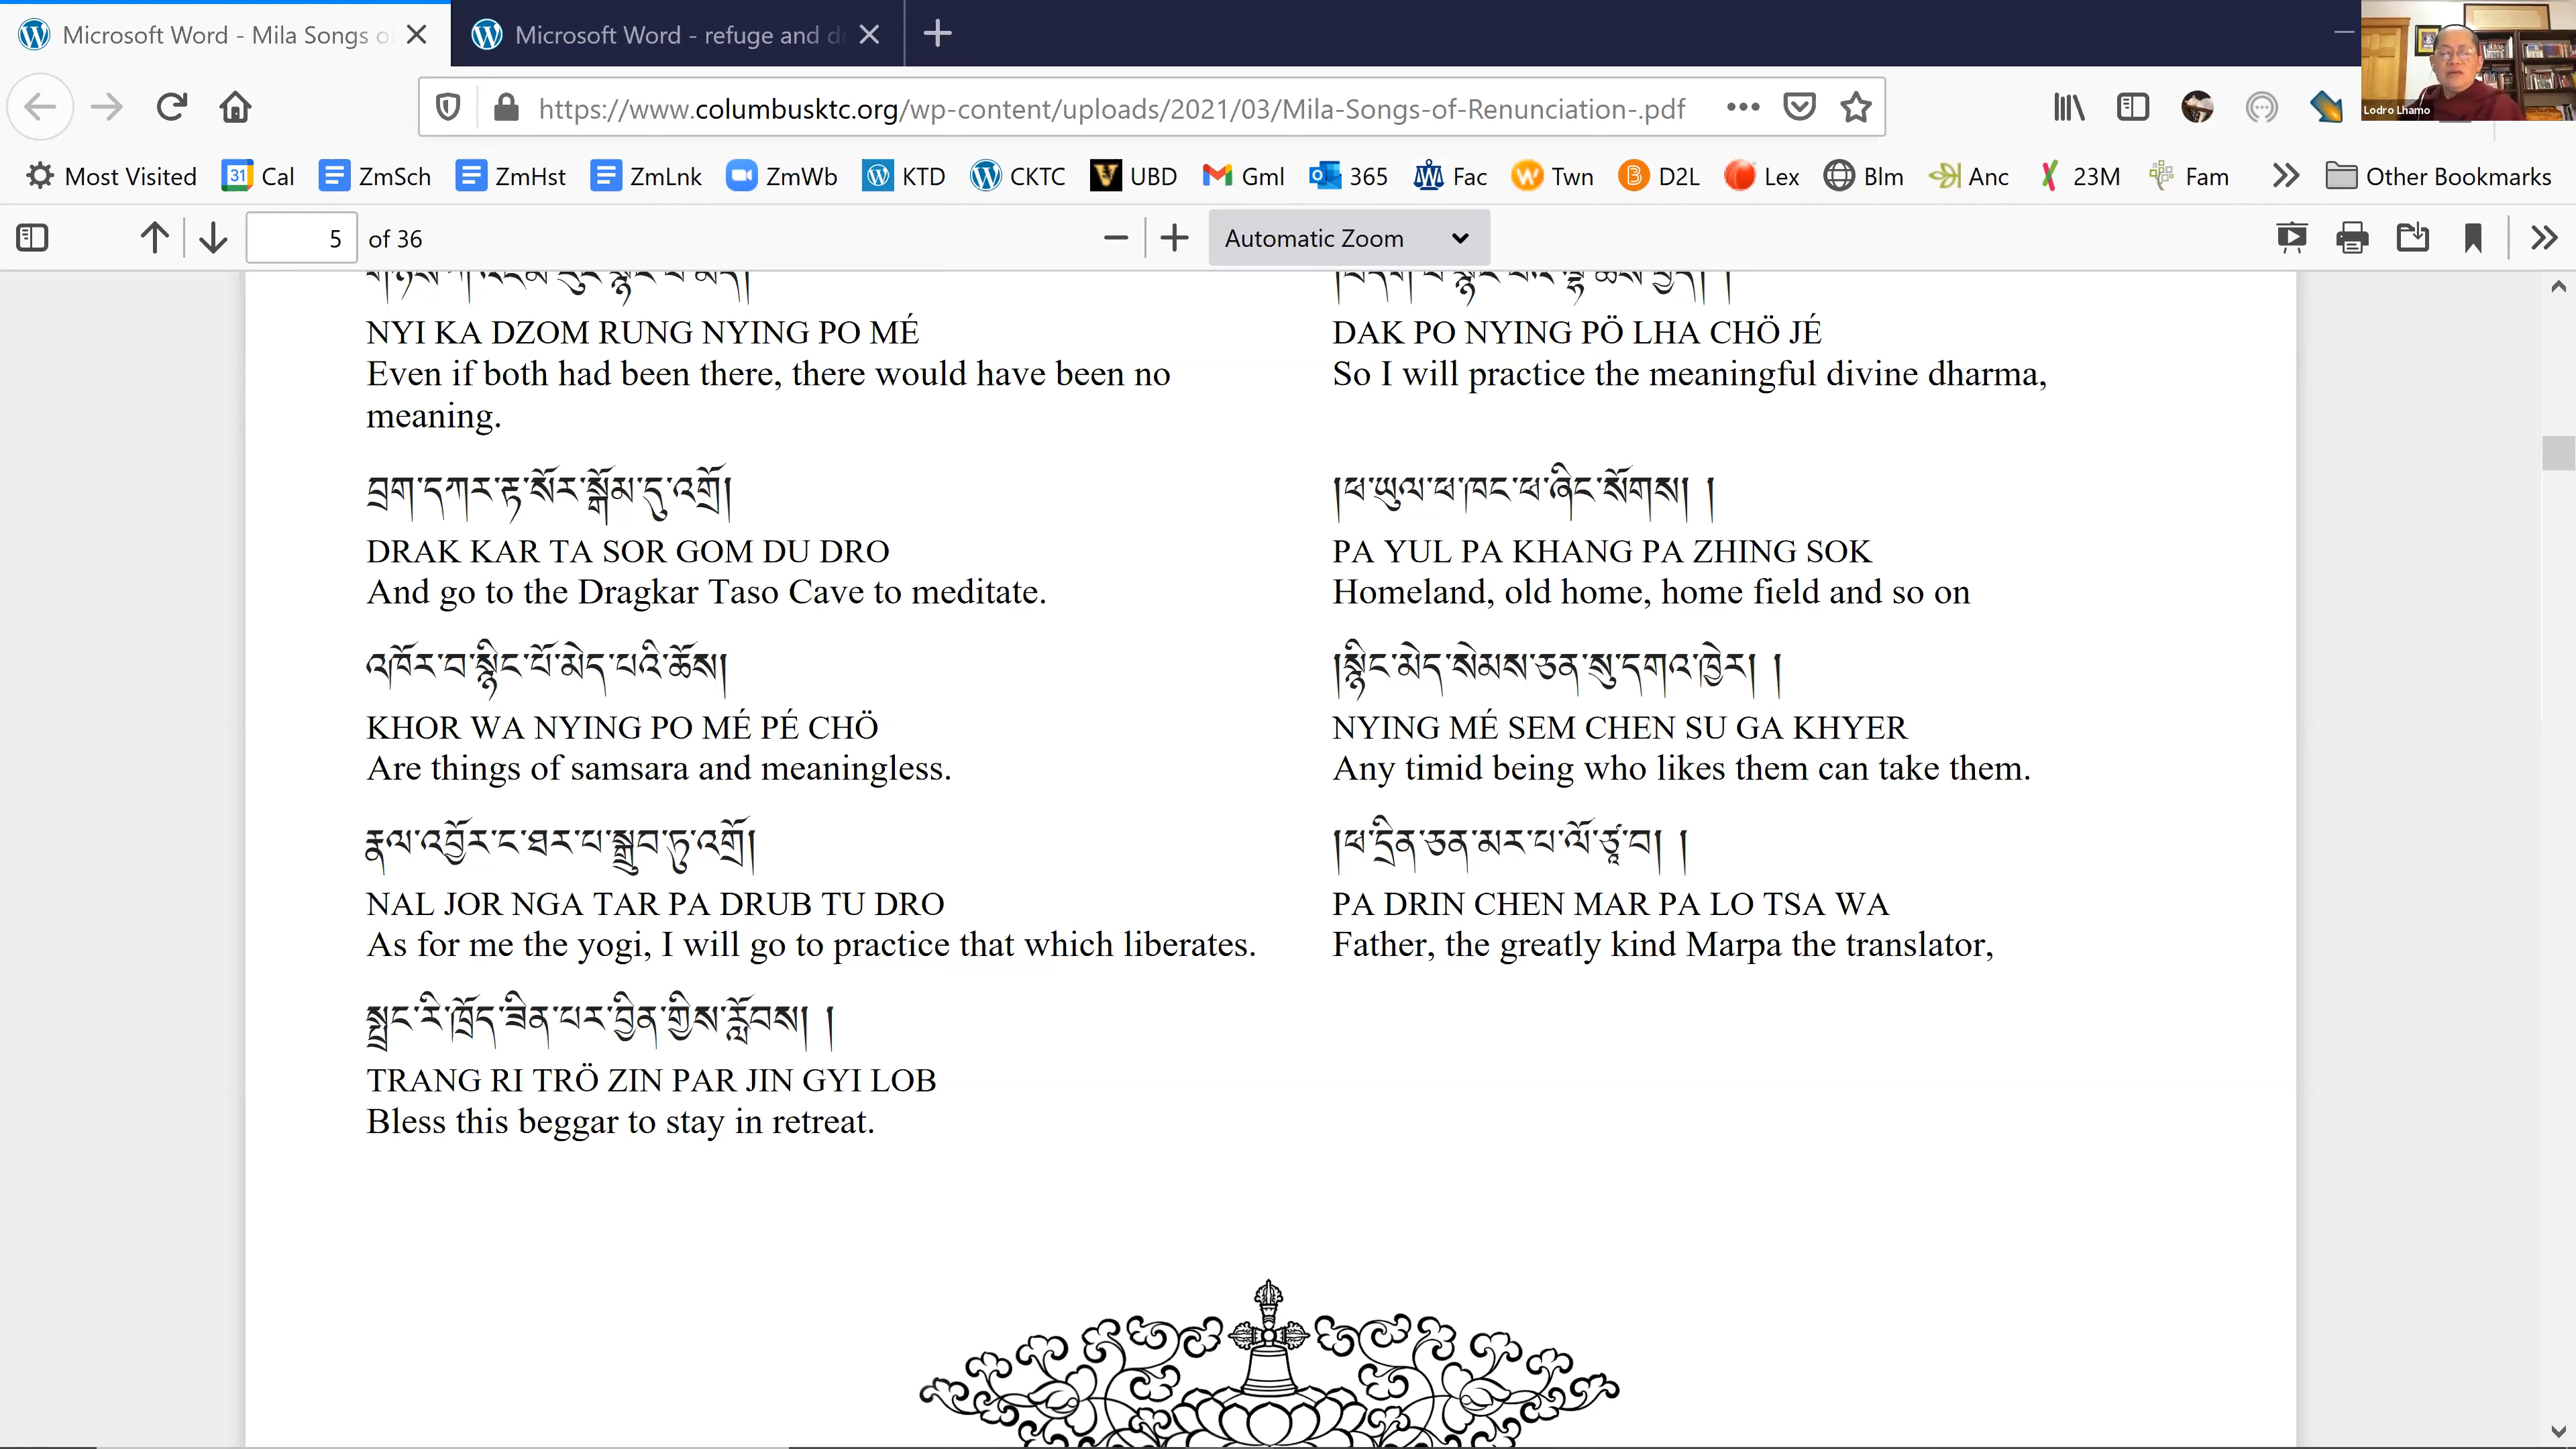 Microsoft Word - Mila Songs o
Microsoft Word - refuge and d
Lodro Lhamo
https://www.columbusktc.org/wp-content/uploads/2021/03/Mila-Songs-of-Renunciation-.pdf
Most Visited 31 Cal ZmSch ZmHst ZmLnk ZmWb KTD CKTC UBD Gml 365 Fac Twn D2L Lex Blm Anc 23M Fam Other Bookmarks
5 of 36 Automatic Zoom
NYI KA DZOM RUNG NYING PO MÉ
Even if both had been there, there would have been no
meaning.
DAK PO NYING PÖ LHA CHÖ JÉ
So I will practice the meaningful divine dharma,
བྲག་དཀར་རྟ་སོར་སྒོམ་དུ་འགྲོ།
DRAK KAR TA SOR GOM DU DRO
And go to the Dragkar Taso Cave to meditate.
།ཕ་ཡུལ་ཕ་ཁང་ཕ་ཞིང་སོགས། །
PA YUL PA KHANG PA ZHING SOK
Homeland, old home, home field and so on
འཁོར་བ་སྙིང་པོ་མེད་པའི་ཆོས།
KHOR WA NYING PO MÉ PÉ CHÖ
Are things of samsara and meaningless.
།སྙིང་མེད་སེམས་ཅན་སུ་དགའ་ཁྱེར། །
NYING MÉ SEM CHEN SU GA KHYER
Any timid being who likes them can take them.
རྣལ་འབྱོར་ང་ཐར་པ་སྒྲུབ་ཏུ་འགྲོ།
NAL JOR NGA TAR PA DRUB TU DRO
As for me the yogi, I will go to practice that which liberates.
།ཕ་དྲིན་ཅན་མར་པ་ལོ་ཙཱ་བ། །
PA DRIN CHEN MAR PA LO TSA WA
Father, the greatly kind Marpa the translator,
སྤྲང་རི་ཁྲོད་ཟིན་པར་བྱིན་གྱིས་རློབས། །
TRANG RI TRÖ ZIN PAR JIN GYI LOB
Bless this beggar to stay in retreat.